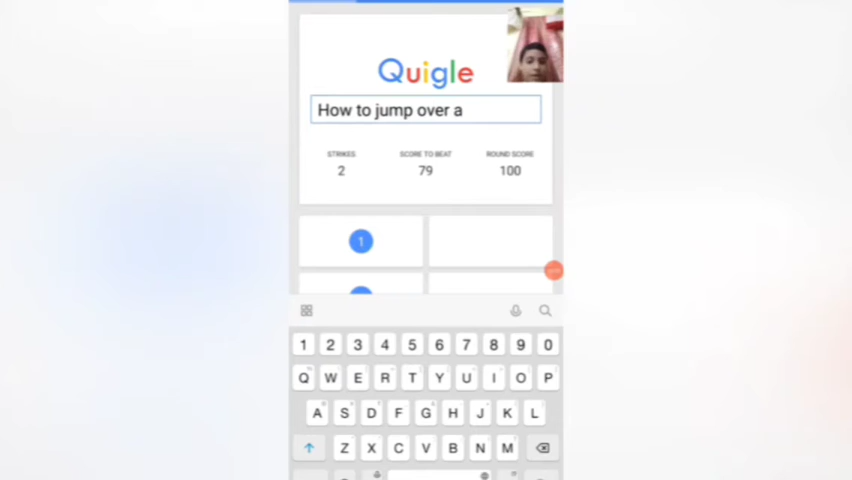 Quigle
How to jump over a
STRIKES SCORE TO BEAT ROUND SCORE
2 79 100
1
1 2 3 4 5 6 7 8 9 0
Q W E R T Y U I O P
A S D F G H J K L
Z X C V B N M